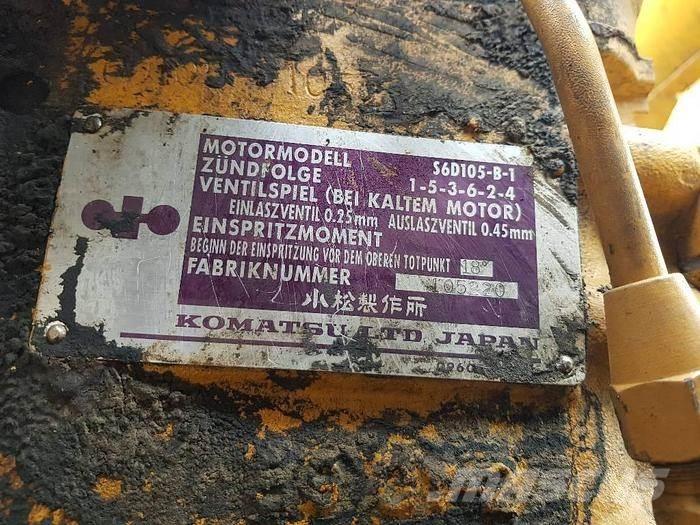 MOTORMODELL S6D105-B-1
ZÜNDFOLGE 1-5-3-6-2-4
VENTILSPIEL (BEI KALTEM MOTOR)
EINLASZVENTIL 0.25mm AUSLASZVENTIL 0.45mm
EINSPRITZMOMENT
BEGINN DER EINSPRITZUNG VOR DEM OBEREN TOTPUNKT 18°
FABRIKNUMMER 105220
小松製作所
KOMATSU LTD JAPAN
Mascus